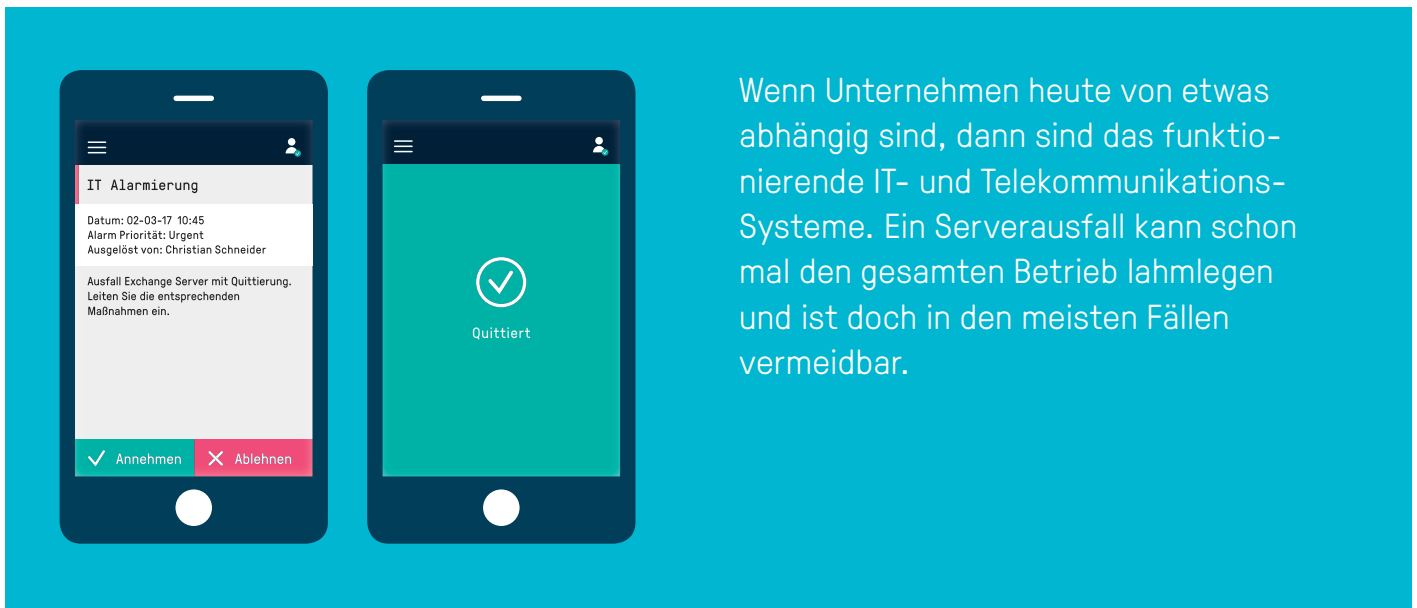 IT Alarmierung
Datum: 02-03-17 10:45
Alarm Priorität: Urgent
Ausgelöst von: Christian Schneider
Ausfall Exchange Server mit Quittierung.
Leiten Sie die entsprechenden
Maßnahmen ein.
Annehmen
Ablehnen
Quittiert
Wenn Unternehmen heute von etwas
abhängig sind, dann sind das funktio-
nierende IT- und Telekommunikations-
Systeme. Ein Serverausfall kann schon
mal den gesamten Betrieb lahmlegen
und ist doch in den meisten Fällen
vermeidbar.